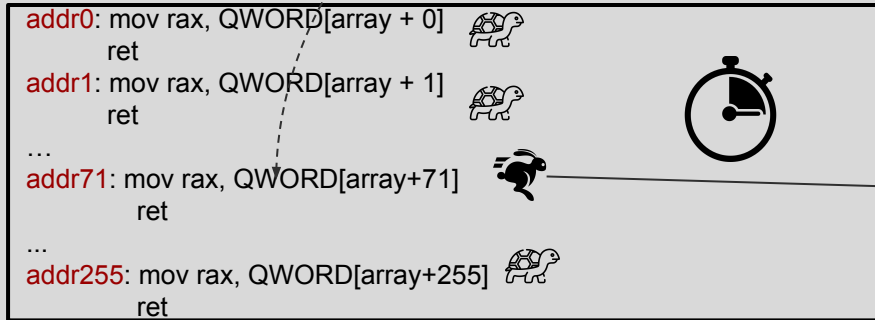 addr0: mov rax, QWORD[array + 0]
ret
addr1: mov rax, QWORD[array + 1]
ret
…
addr71: mov rax, QWORD[array+71]
ret
...
addr255: mov rax, QWORD[array+255]
ret